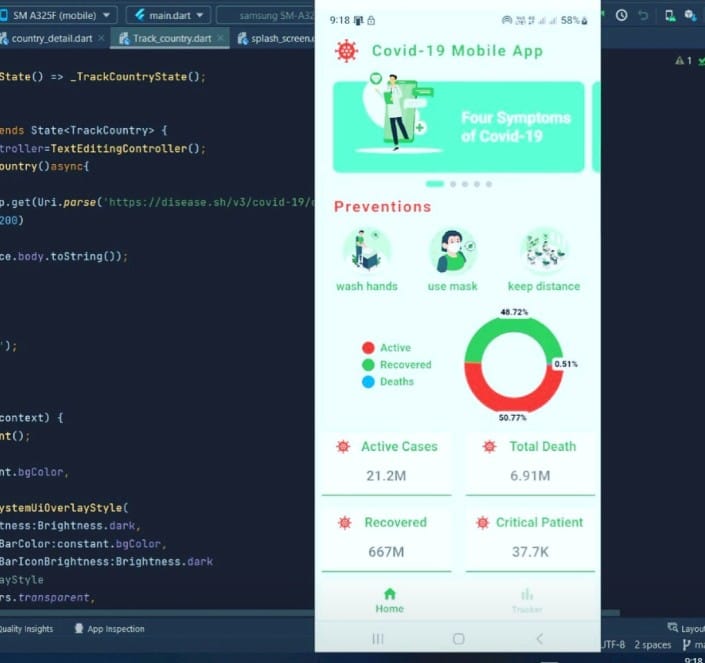 SM A325F (mobile)
main.dart
samsung SM-A32
country_detail.dart
Track_country.dart
splash_screen.
State() => _TrackCountryState();
ends State<TrackCountry> {
troller=TextEditingController();
ountry()async{
p.get(Uri.parse('https://disease.sh/v3/covid-19/
200)
ce.body.toString());
');
context) {
nt();
nt.bgColor,
ystemUiOverlayStyle(
tness:Brightness.dark,
BarColor:constant.bgColor,
BarIconBrightness:Brightness.dark
ayStyle
rs.transparent,
uality Insights
App Inspection
9:18
58%
Covid-19 Mobile App
Four Symptoms
of Covid-19
Preventions
wash hands
use mask
keep distance
48.72%
Active
Recovered
0.51%
Deaths
50.77%
Active Cases
Total Death
21.2M
6.91M
Recovered
Critical Patient
667M
37.7K
Home
Tracker
1
Layou
UTF-8
2 spaces
ma
9:18